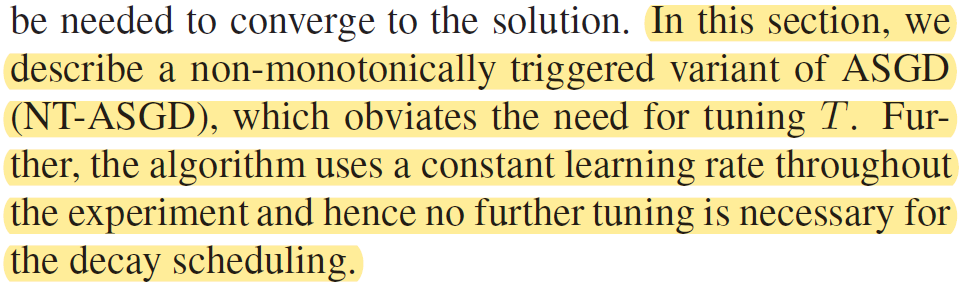 be needed to converge to the solution. In this section, we
describe a non-monotonically triggered variant of ASGD
(NT-ASGD), which obviates the need for tuning T. Fur-
ther, the algorithm uses a constant learning rate throughout
the experiment and hence no further tuning is necessary for
the decay scheduling.